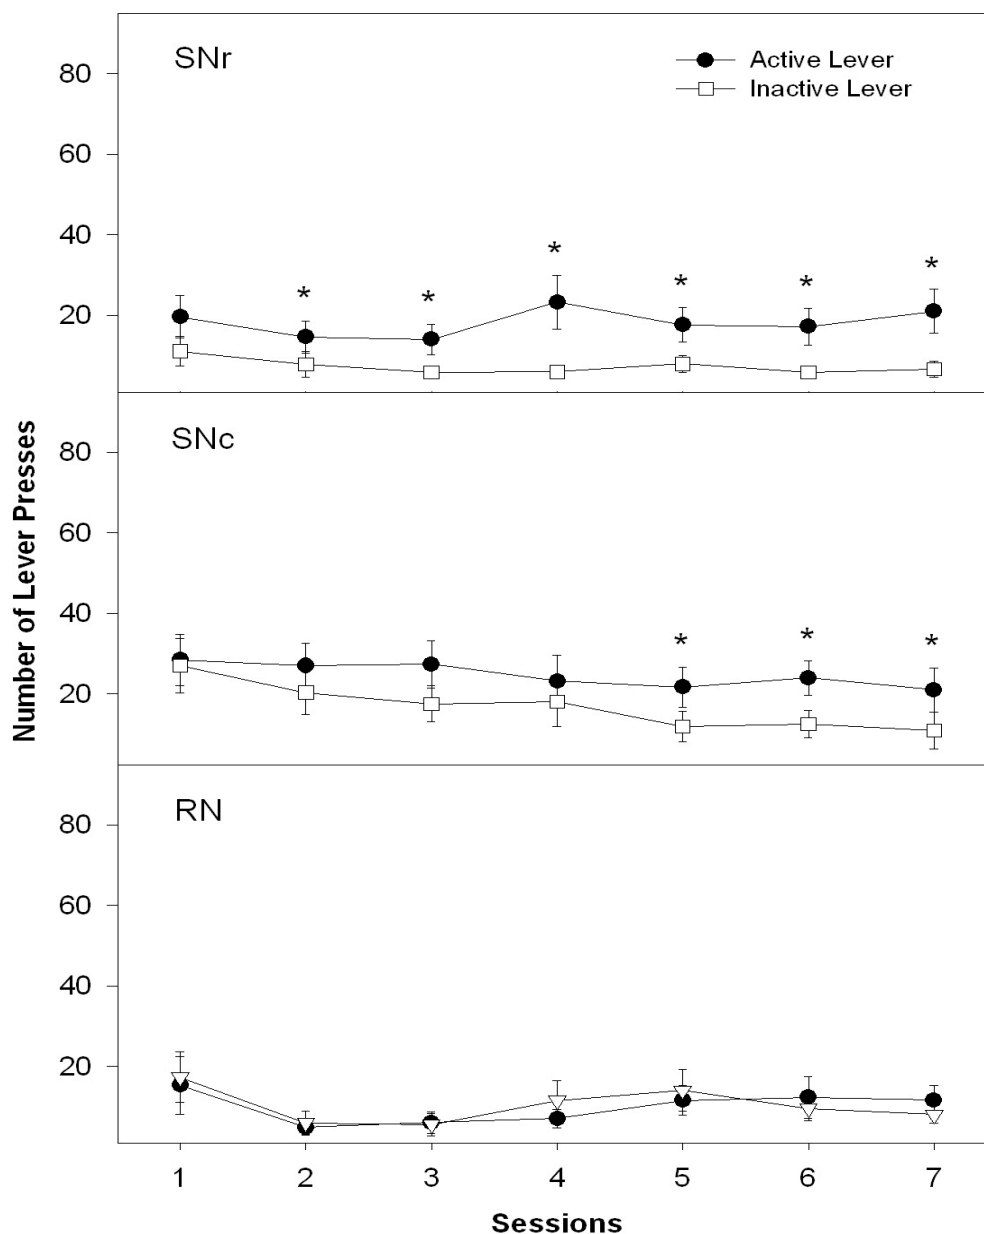 SNr
Active Lever
Inactive Lever
80
60
40
20
* * * * * *
SNc
80
60
40
20
* * *
RN
80
60
40
20
Number of Lever Presses
1 2 3 4 5 6 7
Sessions